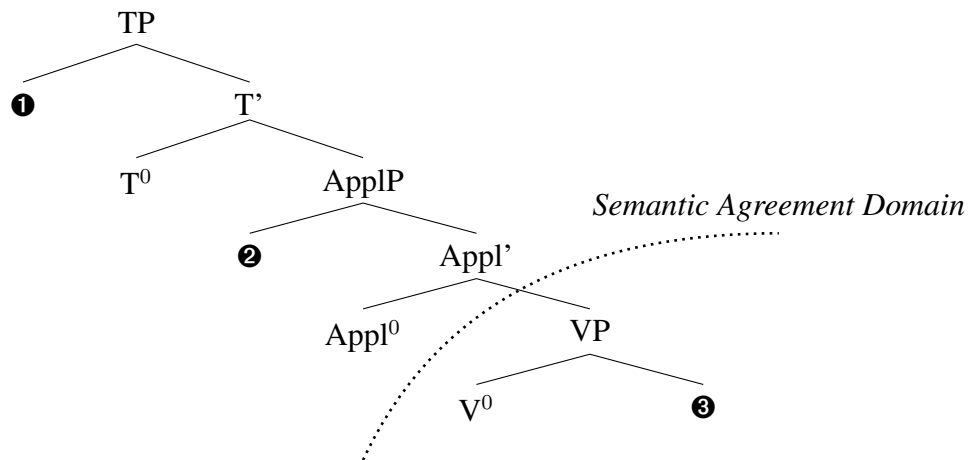 TP
❶ T’
T⁰ ApplP
Semantic Agreement Domain
❷ Appl’
Appl⁰ VP
V⁰ ❸